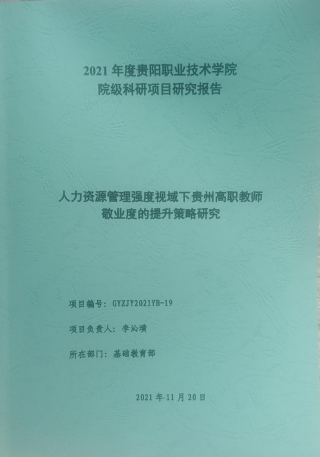 2021 年度贵阳职业技术学院
院级科研项目研究报告
人力资源管理强度视域下贵州高职教师
敬业度的提升策略研究
项目编号: GYZJY2021YB-19
项目负责人: 李沁璜
所在部门: 基础教育部
2021 年 11 月 20 日